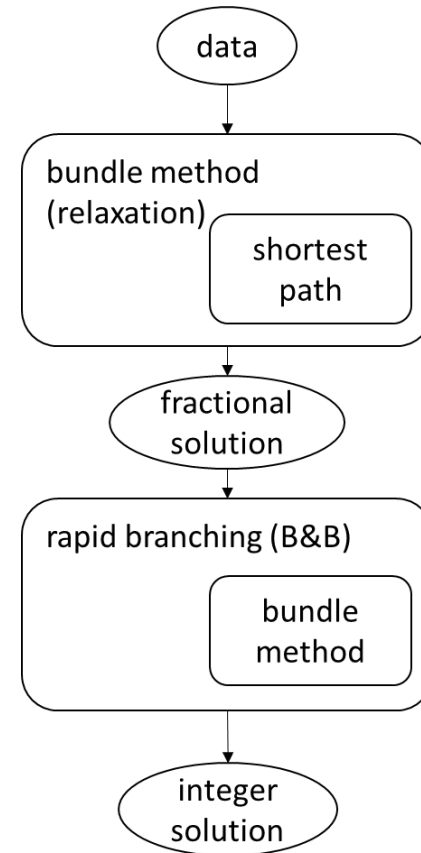 data
bundle method
(relaxation)
shortest
path
fractional
solution
rapid branching (B&B)
bundle
method
integer
solution